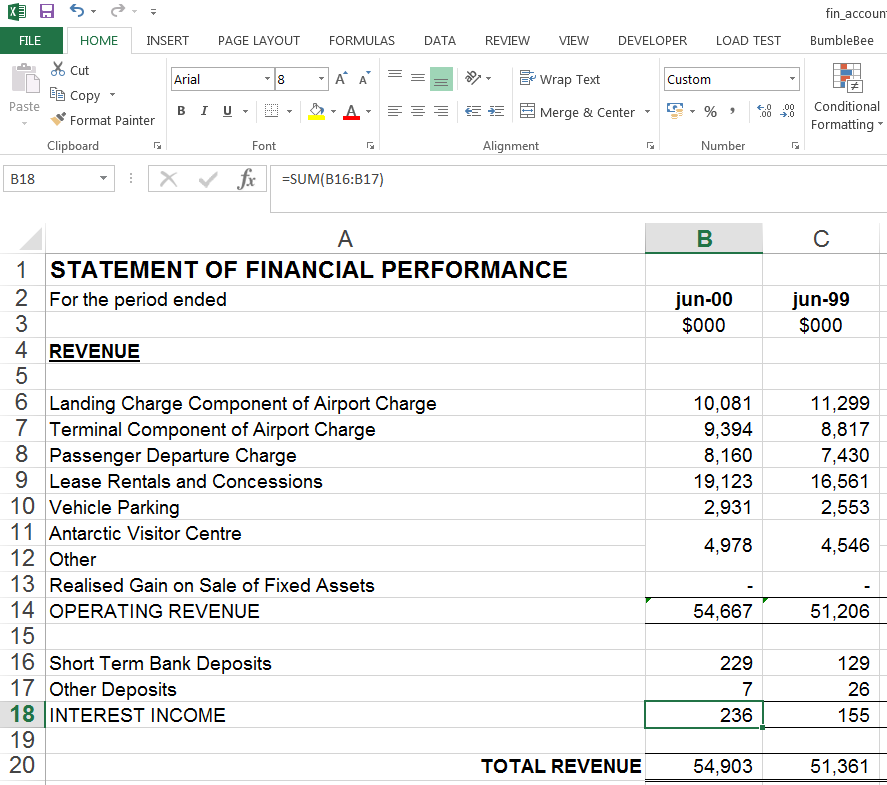 fin_accoun
FILE HOME INSERT PAGE LAYOUT FORMULAS DATA REVIEW VIEW DEVELOPER LOAD TEST BumbleBee
Paste
Cut
Copy
Format Painter
Clipboard
Arial 8 A A
B I U A
Font
Wrap Text
Merge & Center
Alignment
Custom
% , .00 .00
Number
Conditional
Formatting
B18 fx =SUM(B16:B17)
A B C
1 STATEMENT OF FINANCIAL PERFORMANCE
2 For the period ended jun-00 jun-99
3 $000 $000
4 REVENUE
5
6 Landing Charge Component of Airport Charge 10,081 11,299
7 Terminal Component of Airport Charge 9,394 8,817
8 Passenger Departure Charge 8,160 7,430
9 Lease Rentals and Concessions 19,123 16,561
10 Vehicle Parking 2,931 2,553
11 Antarctic Visitor Centre
4,978 4,546
12 Other
13 Realised Gain on Sale of Fixed Assets - -
14 OPERATING REVENUE 54,667 51,206
15
16 Short Term Bank Deposits 229 129
17 Other Deposits 7 26
18 INTEREST INCOME 236 155
19
20 TOTAL REVENUE 54,903 51,361